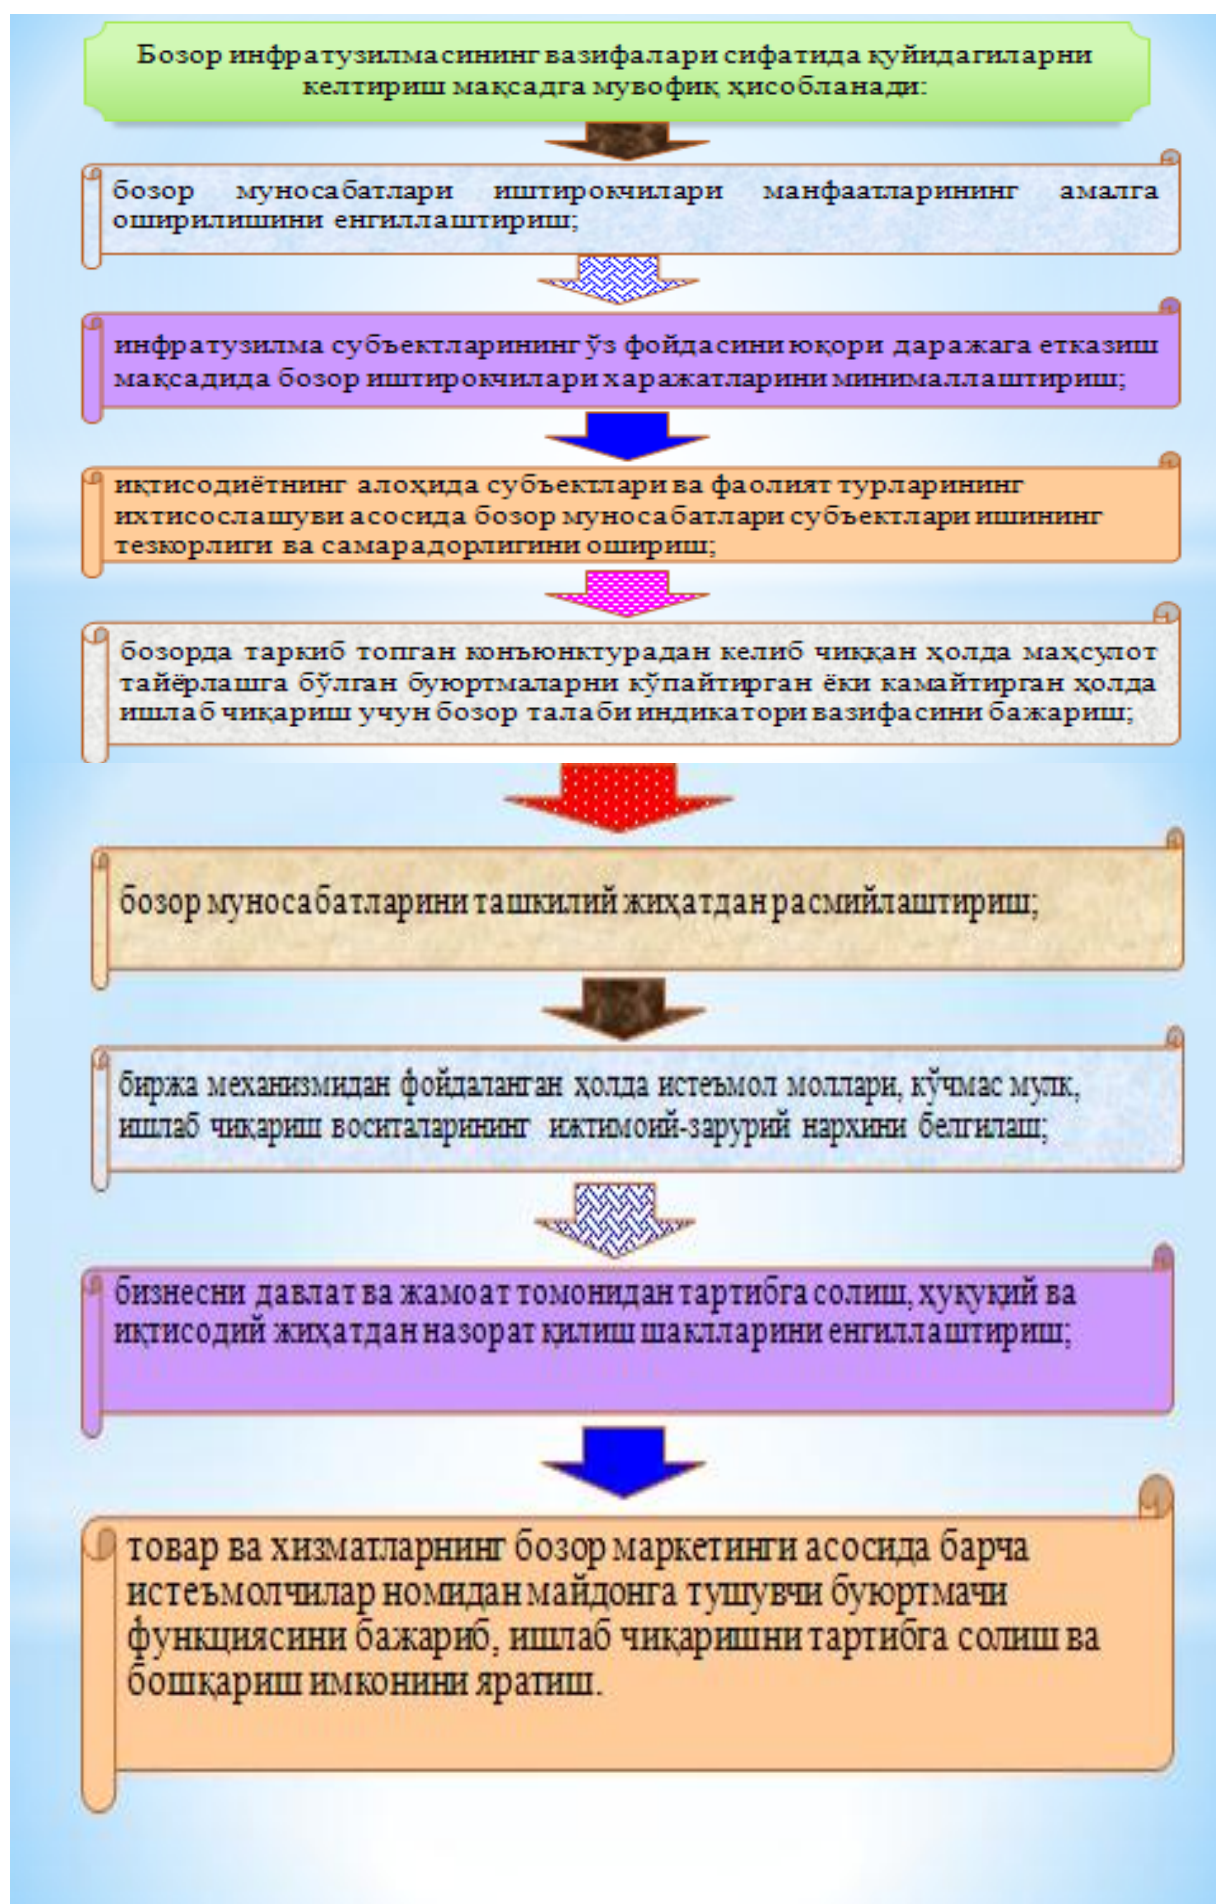 Бозор инфратузилмасининг вазифалари сифатида қуйидагиларни
келтириш мақсадга мувофиқ ҳисобланади:
бозор муносабатлари иштирокчилари манфаатларининг амалга
оширилишини енгиллаштириш;
инфратузилма субъектларининг ўз фойдасини юқори даражага етказиш
мақсадида бозор иштирокчилари харажатларини минималлаштириш;
иқтисодиётнинг алоҳида субъектлари ва фаолият турларининг
ихтисослашуви асосида бозор муносабатлари субъектлари ишининг
тезкорлиги ва самарадорлигини ошириш;
бозорда таркиб топган конъюнктурадан келиб чиққан ҳолда маҳсулот
тайёрлашга бўлган буюртмаларни кўпайтирган ёки камайтирган ҳолда
ишлаб чиқариш учун бозор талаби индикатори вазифасини бажариш;
бозор муносабатларини ташкилий жиҳатдан расмийлаштириш;
биржа механизмидан фойдаланган ҳолда истеъмол моллари, кўчмас мулк,
ишлаб чиқариш воситаларининг ижтимоий-зарурий нархини белгилаш;
бизнесни давлат ва жамоат томонидан тартибга солиш, ҳуқуқий ва
иқтисодий жиҳатдан назорат қилиш шаклларини енгиллаштириш;
товар ва хизматларнинг бозор маркетинги асосида барча
истеъмолчилар номидан майдонга тушувчи буюртмачи
функциясини бажариб, ишлаб чиқаришни тартибга солиш ва
бошқариш имконини яратиш.